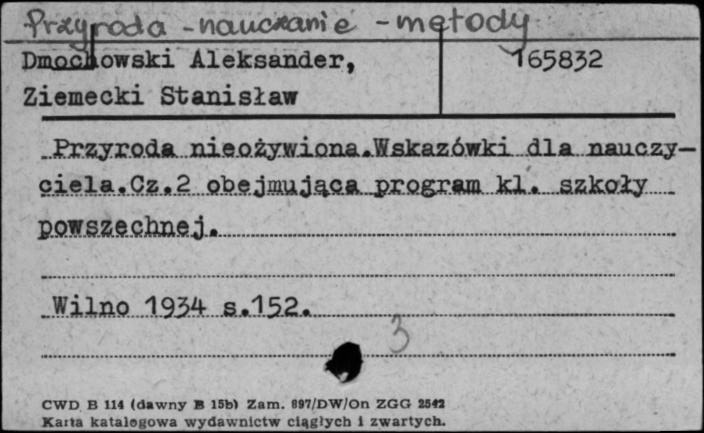 Przyroda - nauczanie - metody
Dmochowski Aleksander, 165832
Ziemecki Stanisław
Przyroda nieożywiona.Wskazówki dla nauczy-
ciela.Cz.2 obejmująca program kl. szkoły
powszechnej.
Wilno 1934 s.152.
3
CWD B 114 (dawny B 15b) Zam. 897/DW/On ZGG 2542
Karta katalogowa wydawnictw ciągłych i zwartych.